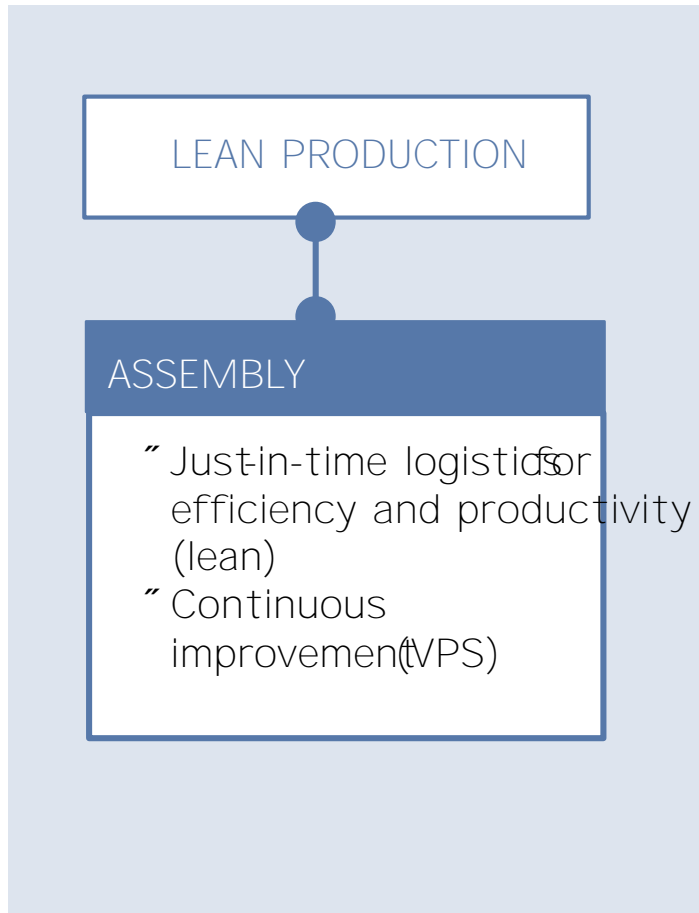 LEAN PRODUCTION
ASSEMBLY
˝ Just-in-time logistics for
efficiency and productivity
(lean)
˝ Continuous
improvement (VPS)